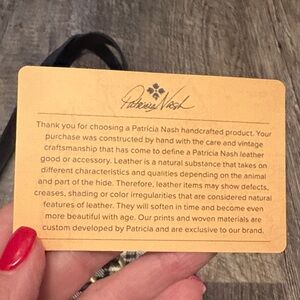 Patricia Nash
Thank you for choosing a Patricia Nash handcrafted product. Your
purchase was constructed by hand with the care and vintage
craftsmanship that has come to define a Patricia Nash leather
good or accessory. Leather is a natural substance that takes on
different characteristics and qualities depending on the animal
and part of the hide. Therefore, leather items may show defects,
creases, shading or color irregularities that are considered natural
features of leather. They will soften in time and become even
more beautiful with age. Our prints and woven materials are
custom developed by Patricia and are exclusive to our brand.